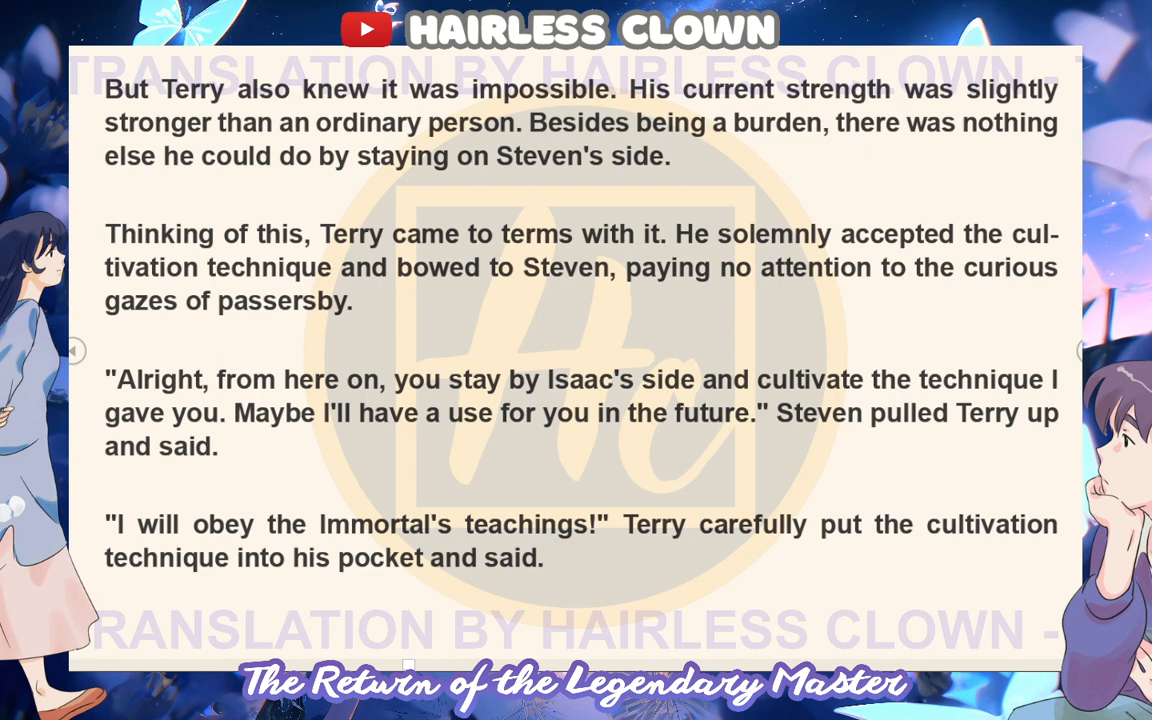 HAIRLESS CLOWN
TRANSLATION BY HAIRLESS CLOWN - T
But Terry also knew it was impossible. His current strength was slightly
stronger than an ordinary person. Besides being a burden, there was nothing
else he could do by staying on Steven's side.
Thinking of this, Terry came to terms with it. He solemnly accepted the cul-
tivation technique and bowed to Steven, paying no attention to the curious
gazes of passersby.
"Alright, from here on, you stay by Isaac's side and cultivate the technique I
gave you. Maybe I'll have a use for you in the future." Steven pulled Terry up
and said.
"I will obey the Immortal's teachings!" Terry carefully put the cultivation
technique into his pocket and said.
Hc
RANSLATION BY HAIRLESS CLOWN -
The Return of the Legendary Master